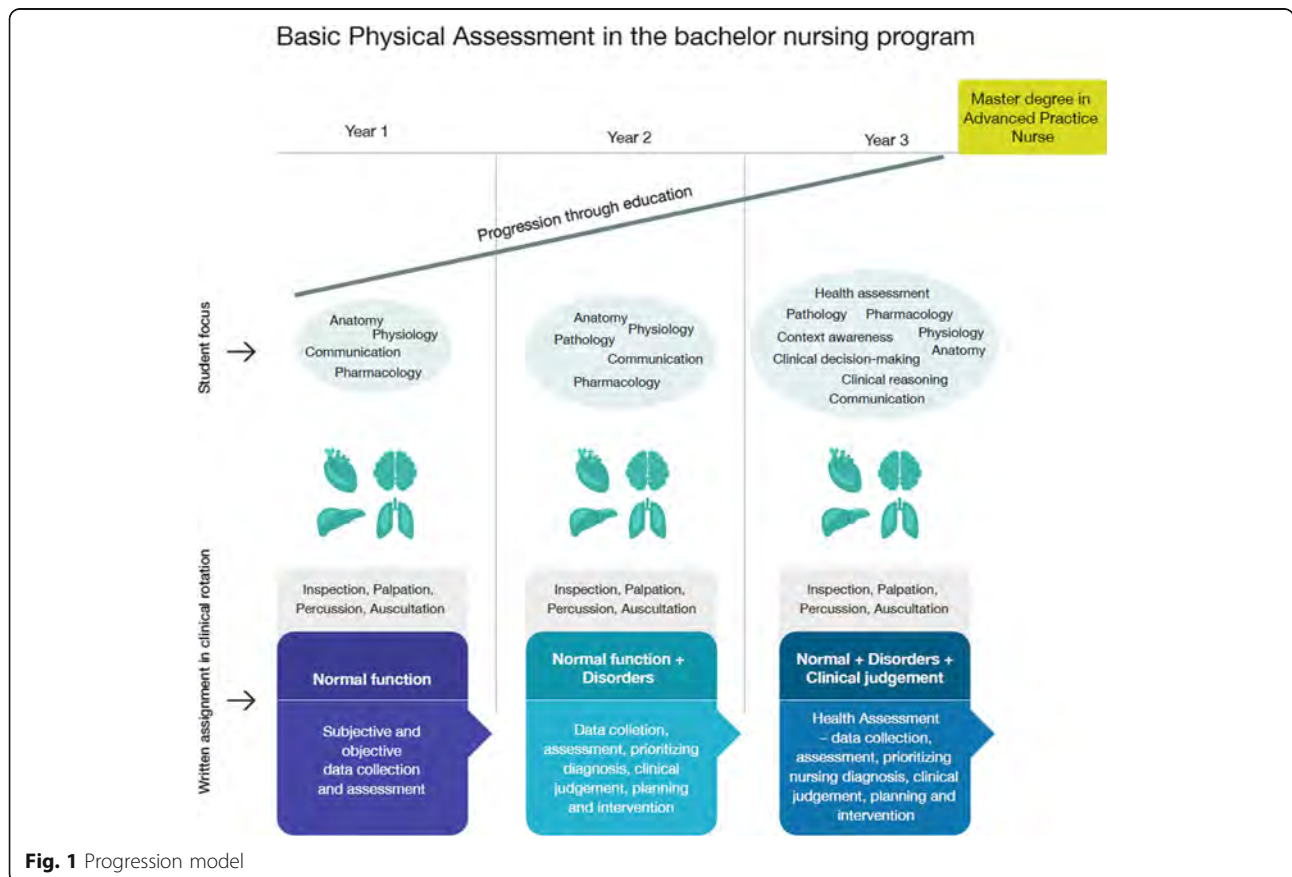 Basic Physical Assessment in the bachelor nursing program
Master degree in
Advanced Practice
Nurse
Year 1
Year 2
Year 3
Progression through education
Student focus
Anatomy
Physiology
Communication
Pharmacology
Anatomy
Physiology
Pathology
Communication
Pharmacology
Health assessment
Pathology Pharmacology
Context awareness Physiology
Anatomy
Clinical decision-making
Clinical reasoning
Communication
Written assignment in clinical rotation
Inspection, Palpation,
Percussion, Auscultation
Normal function
Subjective and
objective
data collection
and assessment
Inspection, Palpation,
Percussion, Auscultation
Normal function +
Disorders
Data colletion,
assessment, prioritizing
diagnosis, clinical
judgement, planning
and intervention
Inspection, Palpation,
Percussion, Auscultation
Normal + Disorders +
Clinical judgement
Health Assessment
– data collection,
assessment, prioritizing
nursing diagnosis, clinical
judgement, planning and
intervention
Fig. 1 Progression model